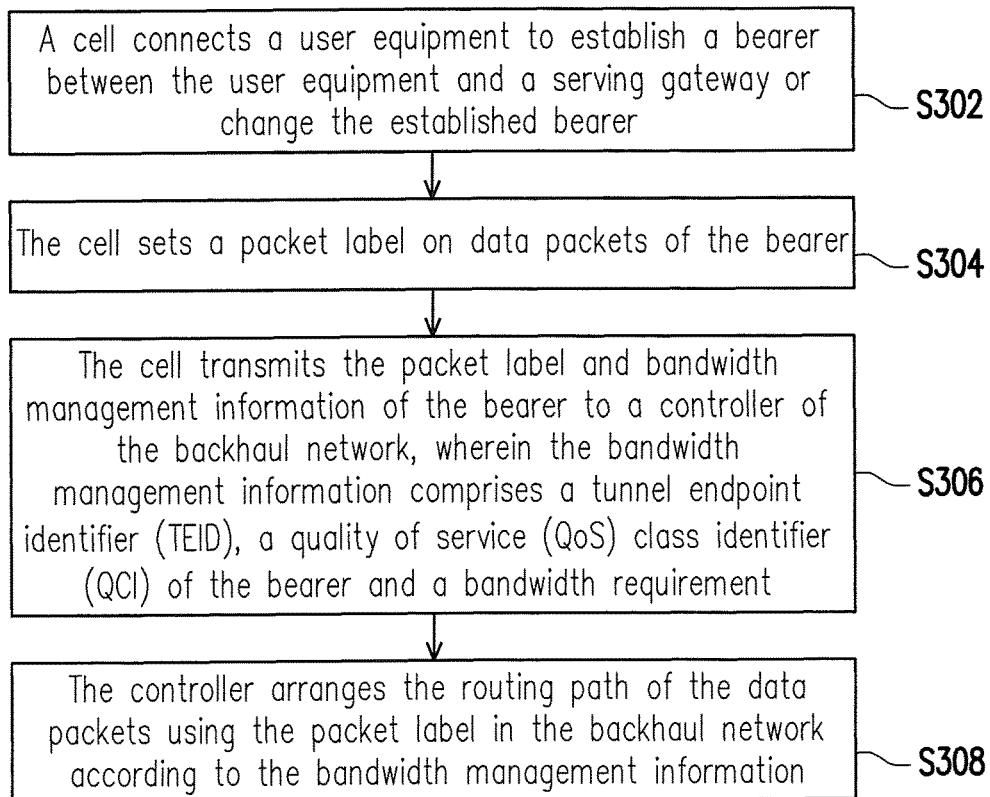 A cell connects a user equipment to establish a bearer
between the user equipment and a serving gateway or
change the established bearer
S302
The cell sets a packet label on data packets of the bearer
S304
The cell transmits the packet label and bandwidth
management information of the bearer to a controller of
the backhaul network, wherein the bandwidth
management information comprises a tunnel endpoint
identifier (TEID), a quality of service (QoS) class identifier
(QCI) of the bearer and a bandwidth requirement
S306
The controller arranges the routing path of the data
packets using the packet label in the backhaul network
according to the bandwidth management information
S308